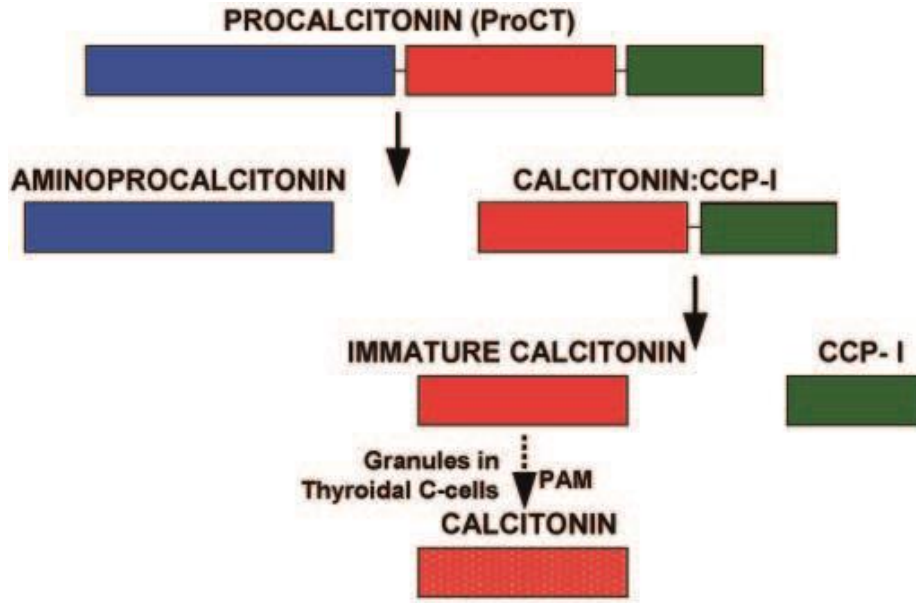 PROCALCITONIN (ProCT)
AMINOPROCALCITONIN
CALCITONIN:CCP-I
IMMATURE CALCITONIN
CCP- I
Granules in
Thyroidal C-cells
PAM
CALCITONIN